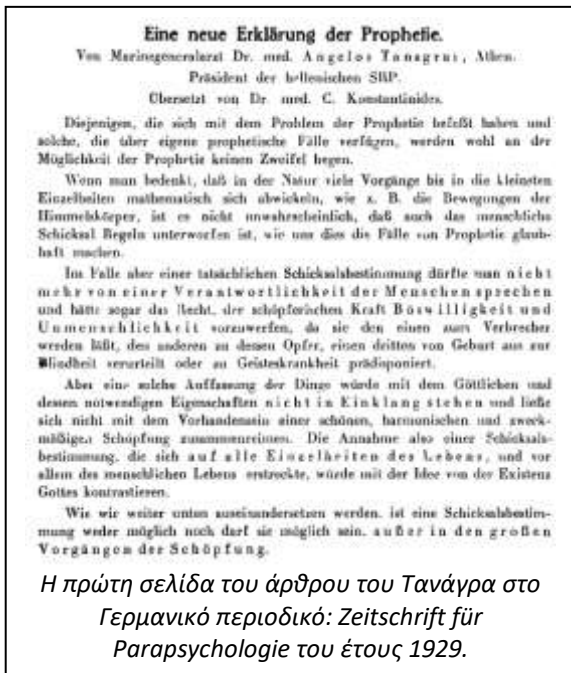 Eine neue Erklärung der Prophetie.
Von Marinegeneralarzt Dr. med. Angelos Tanagras, Athen.
Präsident der hellenischen SRP.
Übersetzt von Dr. med. C. Konstantinides.
Diejenigen, die sich mit dem Problem der Prophetie befaßt haben und
solche, die über eigene prophetische Fälle verfügen, werden wohl an der
Möglichkeit der Prophetie keinen Zweifel hegen.
Wenn man bedenkt, daß in der Natur viele Vorgänge bis in die kleinsten
Einzelheiten mathematisch sich abwickeln, wie z. B. die Bewegungen der
Himmelskörper, ist es nicht unwahrscheinlich, daß auch das menschliche
Schicksal Regeln unterworfen ist, wie uns dies die Fälle von Prophetie glaub-
haft machen.
Im Falle aber einer tatsächlichen Schicksalsbestimmung dürfte man nicht
mehr von einer Verantwortlichkeit der Menschen sprechen
und hätte sogar das Recht, der schöpferischen Kraft Böswilligkeit und
Unmenschlichkeit vorzuwerfen, da sie den einen zum Verbrecher
werden läßt, den anderen zu dessen Opfer, einen dritten von Geburt aus zur
Blindheit verurteilt oder zu Geisteskrankheit prädisponiert.
Aber eine solche Auffassung der Dinge würde mit dem Göttlichen und
dessen notwendigen Eigenschaften nicht in Einklang stehen und ließe
sich nicht mit dem Vorhandensein einer schönen, harmonischen und zweck-
mäßigen Schöpfung zusammenreimen. Die Annahme also einer Schicksals-
bestimmung, die sich auf alle Einzelheiten des Lebens, und vor
allem des menschlichen Lebens erstreckte, würde mit der Idee von der Existenz
Gottes kontrastieren.
Wie wir weiter unten auseinandersetzen werden, ist eine Schicksalsbestim-
mung weder möglich noch darf sie möglich sein, außer in den großen
Vorgängen der Schöpfung.
Η πρώτη σελίδα του άρθρου του Τανάγρα στο
Γερμανικό περιοδικό: Zeitschrift für
Parapsychologie του έτους 1929.